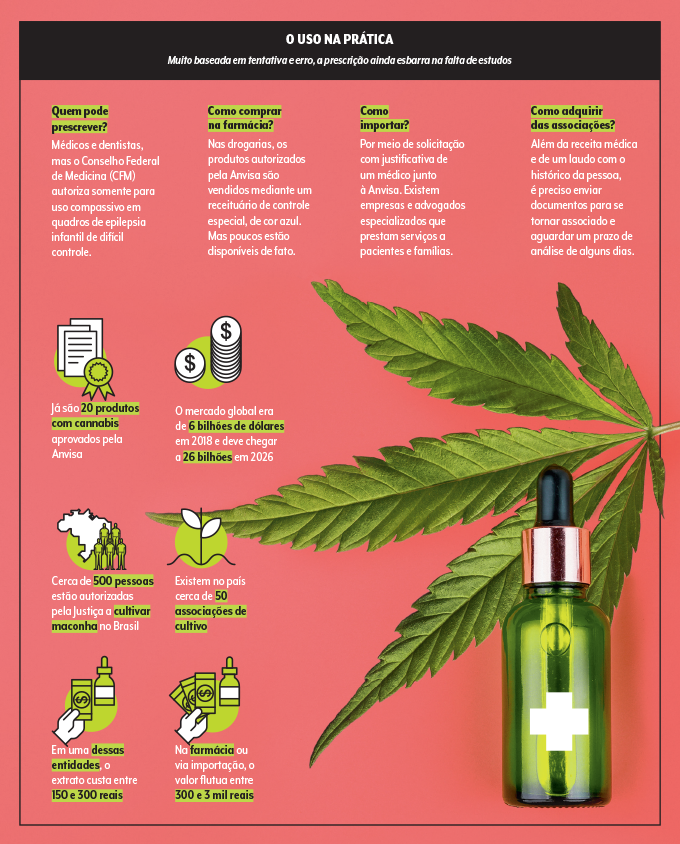 O USO NA PRÁTICA
Muito baseada em tentativa e erro, a prescrição ainda esbarra na falta de estudos
Quem pode
prescrever?
Médicos e dentistas,
mas o Conselho Federal
de Medicina (CFM)
autoriza somente para
uso compassivo em
quadros de epilepsia
infantil de difícil
controle.
Como comprar
na farmácia?
Nas drogarias, os
produtos autorizados
pela Anvisa são
vendidos mediante um
receituário de controle
especial, de cor azul.
Mas poucos estão
disponíveis de fato.
Como
importar?
Por meio de solicitação
com justificativa de
um médico junto
à Anvisa. Existem
empresas e advogados
especializados que
prestam serviços a
pacientes e famílias.
Como adquirir
das associações?
Além da receita médica
e de um laudo com o
histórico da pessoa,
é preciso enviar
documentos para se
tornar associado e
aguardar um prazo de
análise de alguns dias.
Já são 20 produtos
com cannabis
aprovados pela
Anvisa
$
$
O mercado global era
de 6 bilhões de dólares
em 2018 e deve chegar
a 26 bilhões em 2026
Cerca de 500 pessoas
estão autorizadas
pela Justiça a cultivar
maconha no Brasil
Existem no país
cerca de 50
associações de
cultivo
$
Em uma dessas
entidades, o
extrato custa entre
150 e 300 reais
$
Na farmácia ou
via importação, o
valor flutua entre
300 e 3 mil reais